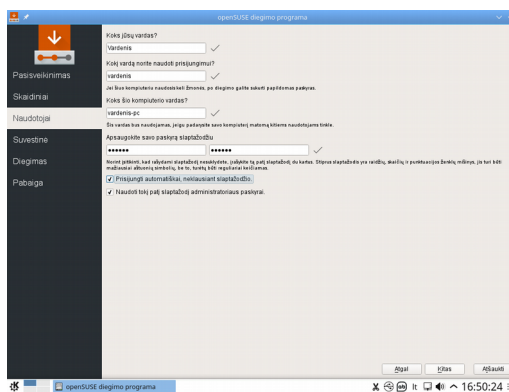 openSUSE diegimo programa
Pasisveikinimas
Skaidiniai
Naudotojai
Suvestinė
Diegimas
Pabaiga
Koks jūsų vardas?
Vardenis
Kokį vardą norite naudoti prisijungimui?
vardenis
Jei šiuo kompiuteriu naudosis keli žmonės, po diegimo galite sukurti papildomas paskyras.
Koks šio kompiuterio vardas?
vardenis-pc
Šis vardas bus naudojamas, jeigu padarysite savo kompiuterį matomą kitiems naudotojams tinkle.
Apsaugokite savo paskyrą slaptažodžiu
●●●●●● ●●●●●●
Norint įsitikinti, kad rašydami slaptažodį nesuklydote, įrašykite tą patį slaptažodį du kartus. Stiprus slaptažodis yra raidžių, skaičių ir punktuacijos ženklų mišinys, jis turi būti
mažiausiai aštuonių simbolių, be to, turėtų būti reguliariai keičiamas.
Prisijungti automatiškai, neklausiant slaptažodžio.
Naudoti tokį patį slaptažodį administratoriaus paskyrai.
Atgal Kitas Atšaukti
openSUSE diegimo programa
lt 16:50:24